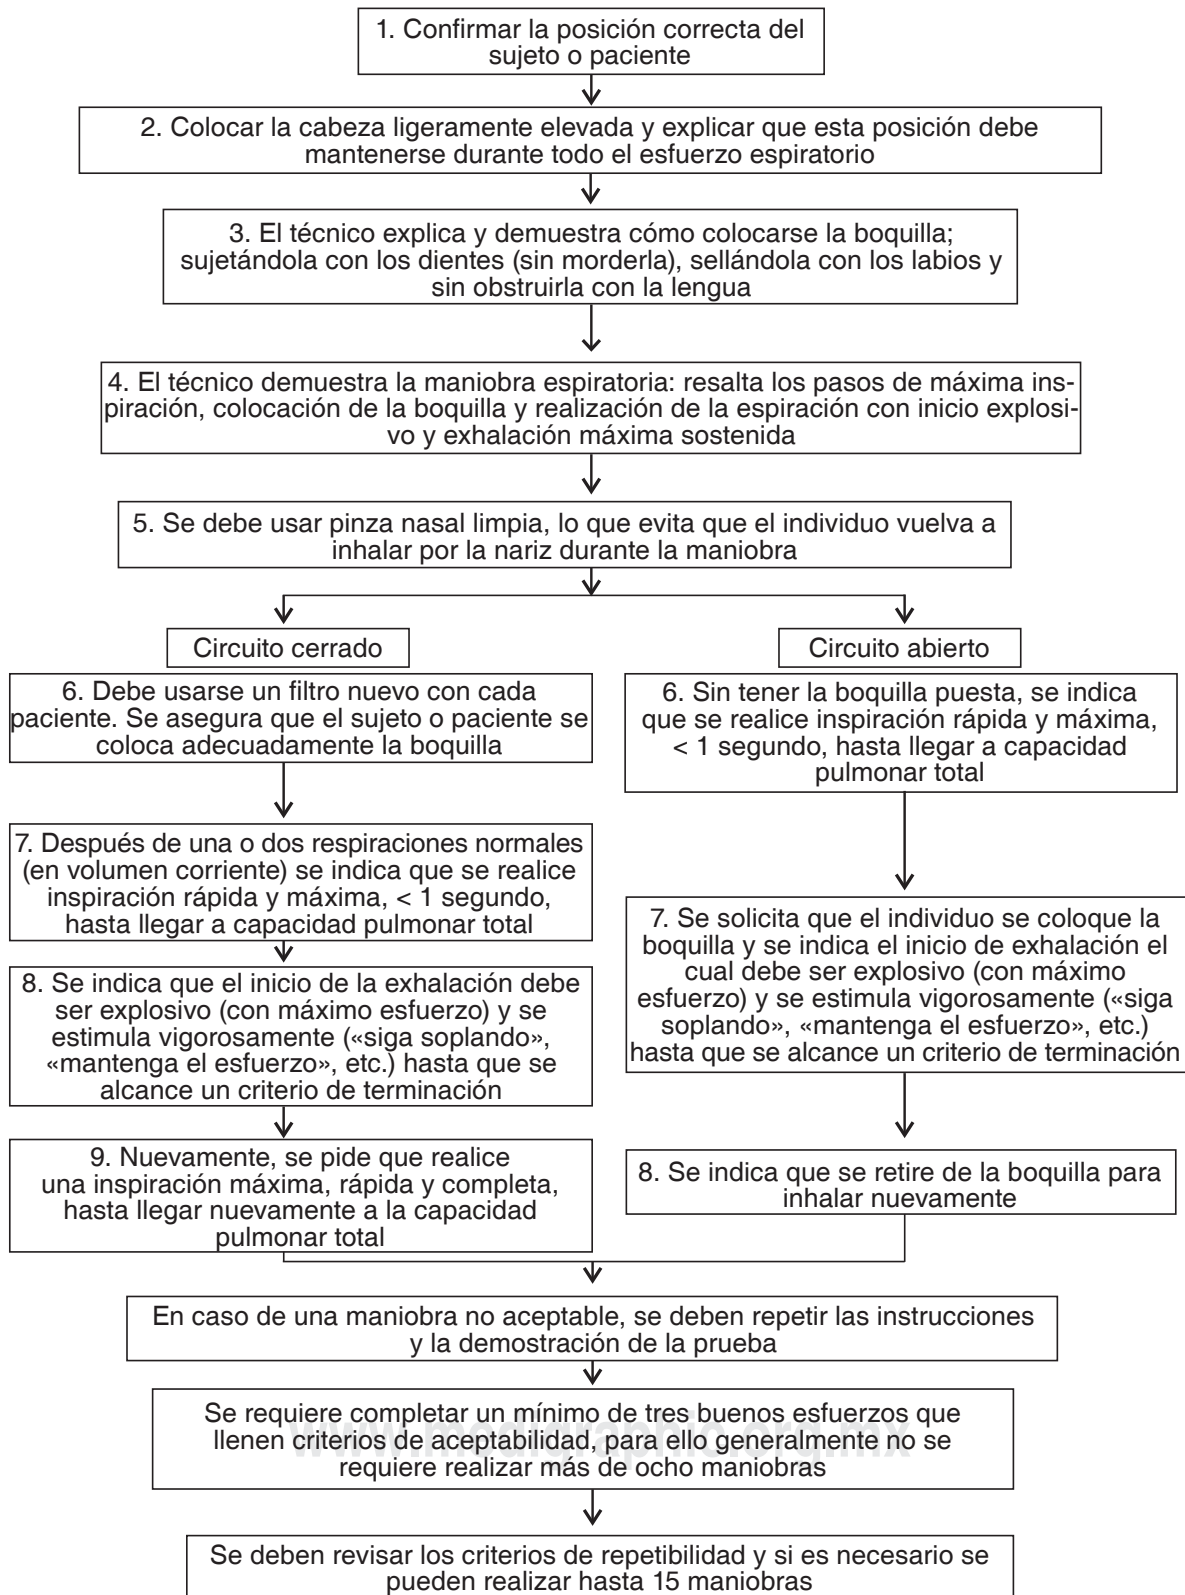 1. Confirmar la posición correcta del
sujeto o paciente
2. Colocar la cabeza ligeramente elevada y explicar que esta posición debe
mantenerse durante todo el esfuerzo espiratorio
3. El técnico explica y demuestra cómo colocarse la boquilla;
sujetándola con los dientes (sin morderla), sellándola con los labios y
sin obstruirla con la lengua
4. El técnico demuestra la maniobra espiratoria: resalta los pasos de máxima ins-
piración, colocación de la boquilla y realización de la espiración con inicio explosi-
vo y exhalación máxima sostenida
5. Se debe usar pinza nasal limpia, lo que evita que el individuo vuelva a
inhalar por la nariz durante la maniobra
Circuito cerrado
6. Debe usarse un filtro nuevo con cada
paciente. Se asegura que el sujeto o paciente se
coloca adecuadamente la boquilla
7. Después de una o dos respiraciones normales
(en volumen corriente) se indica que se realice
inspiración rápida y máxima, < 1 segundo,
hasta llegar a capacidad pulmonar total
8. Se indica que el inicio de la exhalación debe
ser explosivo (con máximo esfuerzo) y se
estimula vigorosamente («siga soplando»,
«mantenga el esfuerzo», etc.) hasta que se
alcance un criterio de terminación
9. Nuevamente, se pide que realice
una inspiración máxima, rápida y completa,
hasta llegar nuevamente a la capacidad
pulmonar total
Circuito abierto
6. Sin tener la boquilla puesta, se indica
que se realice inspiración rápida y máxima,
< 1 segundo, hasta llegar a capacidad
pulmonar total
7. Se solicita que el individuo se coloque la
boquilla y se indica el inicio de exhalación el
cual debe ser explosivo (con máximo
esfuerzo) y se estimula vigorosamente («siga
soplando», «mantenga el esfuerzo», etc.)
hasta que se alcance un criterio de terminación
8. Se indica que se retire de la boquilla para
inhalar nuevamente
En caso de una maniobra no aceptable, se deben repetir las instrucciones
y la demostración de la prueba
Se requiere completar un mínimo de tres buenos esfuerzos que
llenen criterios de aceptabilidad, para ello generalmente no se
requiere realizar más de ocho maniobras
www.medigraphic.org.mx
Se deben revisar los criterios de repetibilidad y si es necesario se
pueden realizar hasta 15 maniobras